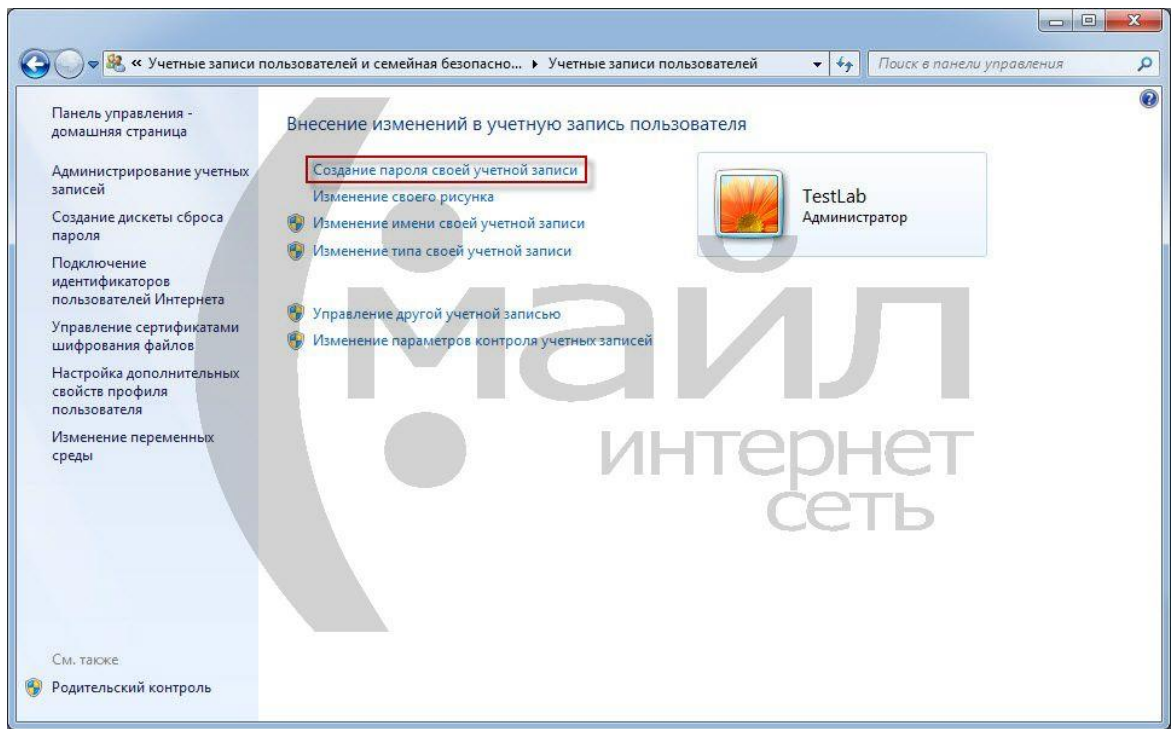 « Учетные записи пользователей и семейная безопасно... ▸ Учетные записи пользователей
Поиск в панели управления
Панель управления -
домашняя страница
Администрирование учетных
записей
Создание дискеты сброса
пароля
Подключение
идентификаторов
пользователей Интернета
Управление сертификатами
шифрования файлов
Настройка дополнительных
свойств профиля
пользователя
Изменение переменных
среды
См. также
Родительский контроль
Внесение изменений в учетную запись пользователя
Создание пароля своей учетной записи
Изменение своего рисунка
Изменение имени своей учетной записи
Изменение типа своей учетной записи
Управление другой учетной записью
Изменение параметров контроля учетных записей
TestLab
Администратор
(:майл
интернет
сеть